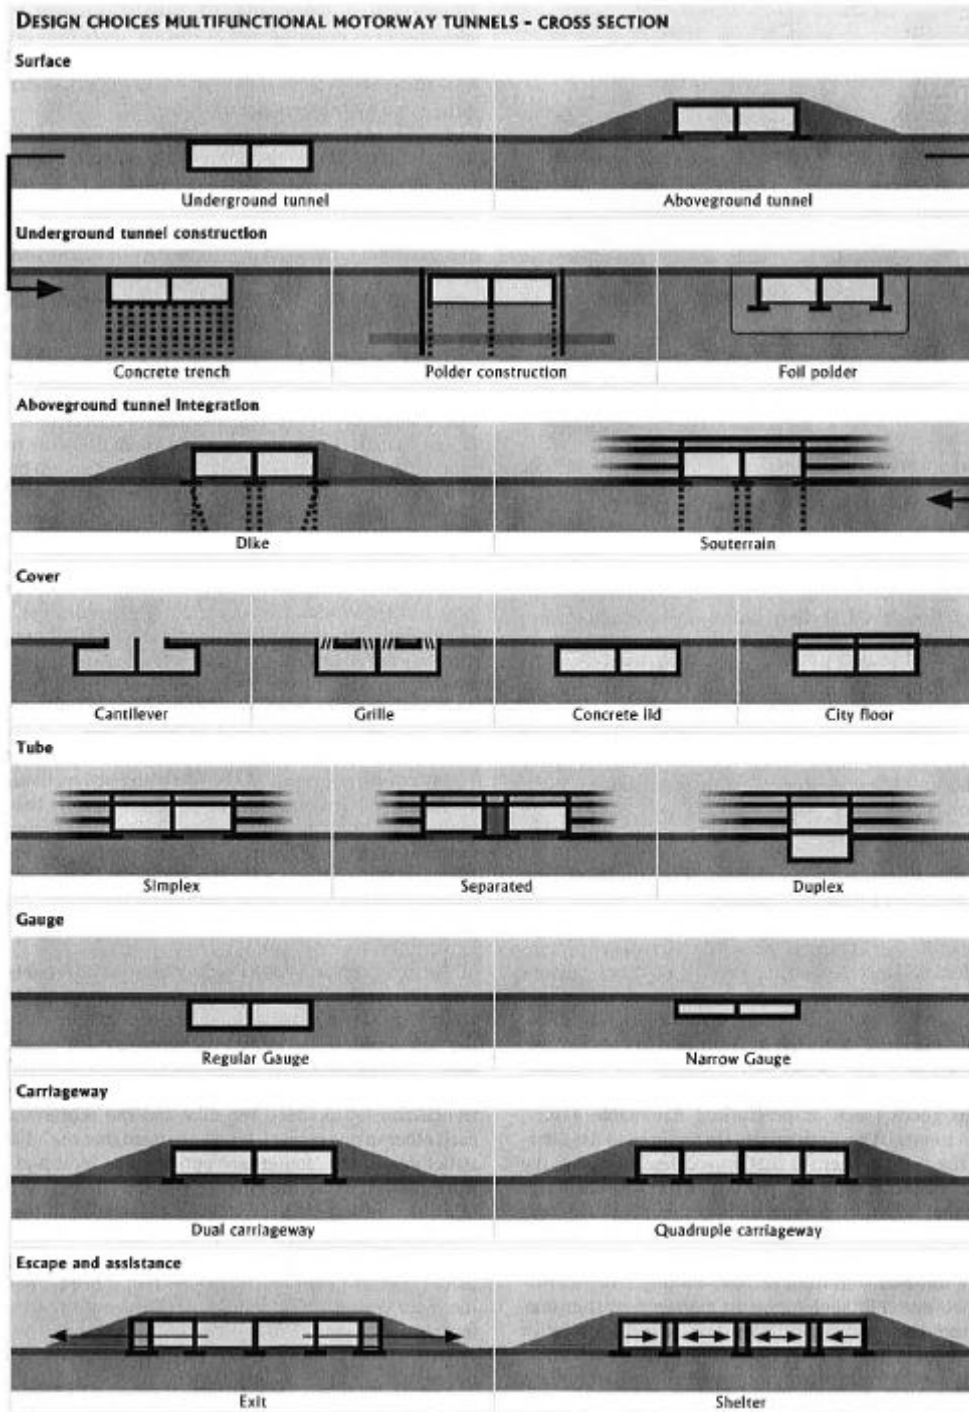 DESIGN CHOICES MULTIFUNCTIONAL MOTORWAY TUNNELS - CROSS SECTION
Surface
Underground tunnel
Aboveground tunnel
Underground tunnel construction
Concrete trench
Polder construction
Foil polder
Aboveground tunnel integration
Dike
Souterrain
Cover
Cantilever
Grille
Concrete lid
City floor
Tube
Simplex
Separated
Duplex
Gauge
Regular Gauge
Narrow Gauge
Carriageway
Dual carriageway
Quadruple carriageway
Escape and assistance
Exit
Shelter